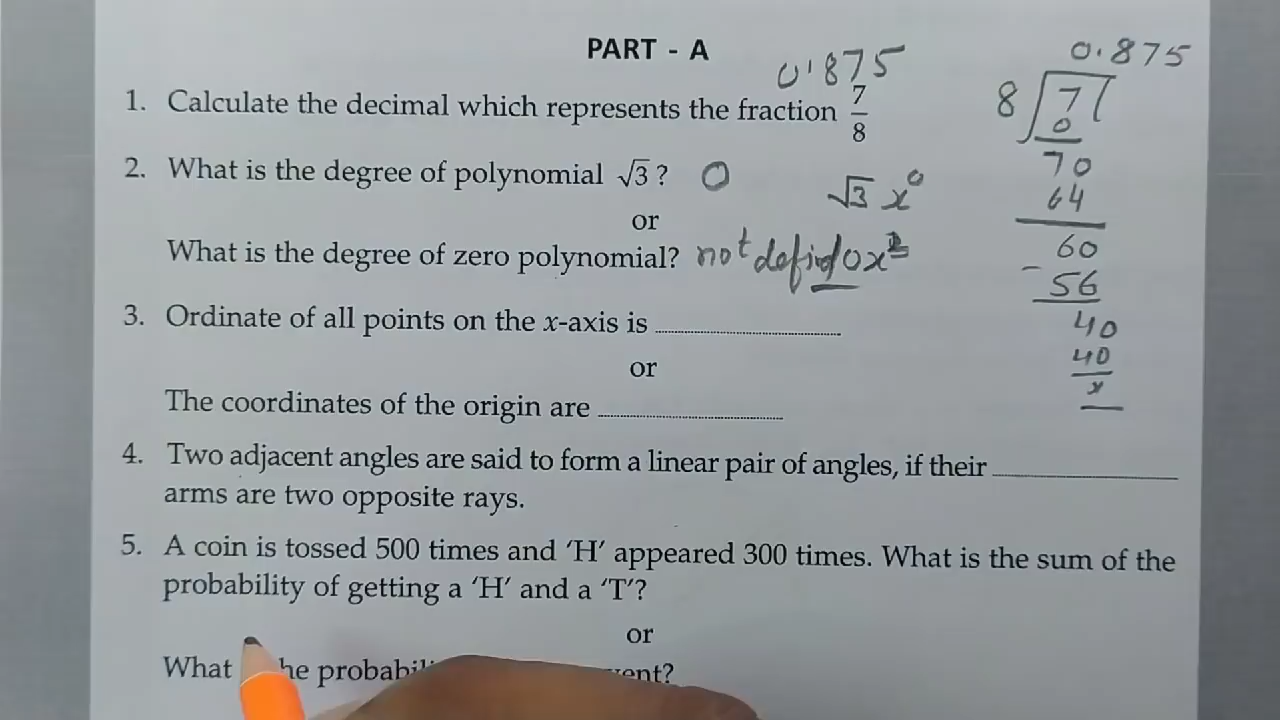 PART - A
0.875
1. Calculate the decimal which represents the fraction 7/8
2. What is the degree of polynomial √3 ? 0
√3 x⁰
or
What is the degree of zero polynomial? not defind 0x
3. Ordinate of all points on the x-axis is
or
The coordinates of the origin are
4. Two adjacent angles are said to form a linear pair of angles, if their
arms are two opposite rays.
5. A coin is tossed 500 times and 'H' appeared 300 times. What is the sum of the
probability of getting a 'H' and a 'T'?
or
What
0.875
8 7
0
70
64
60
- 56
40
40
x